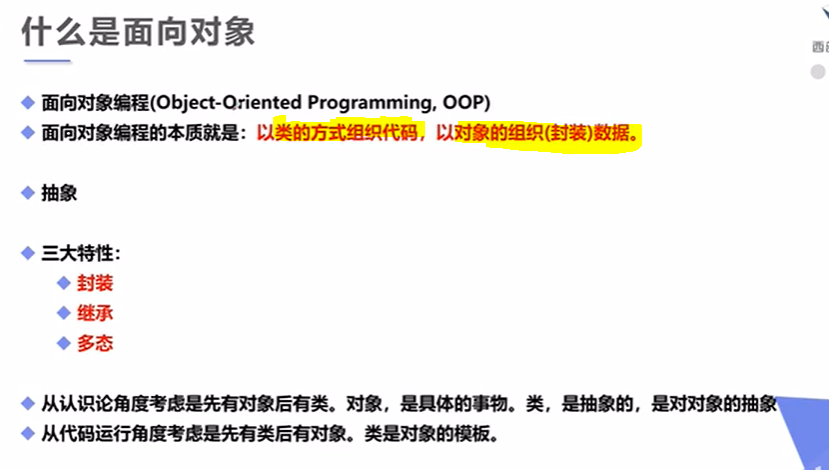 什么是面向对象
西部
面向对象编程(Object-Oriented Programming, OOP)
面向对象编程的本质就是：以类的方式组织代码，以对象的组织(封装)数据。
抽象
三大特性：
封装
继承
多态
从认识论角度考虑是先有对象后有类。对象，是具体的事物。类，是抽象的，是对对象的抽象
从代码运行角度考虑是先有类后有对象。类是对象的模板。